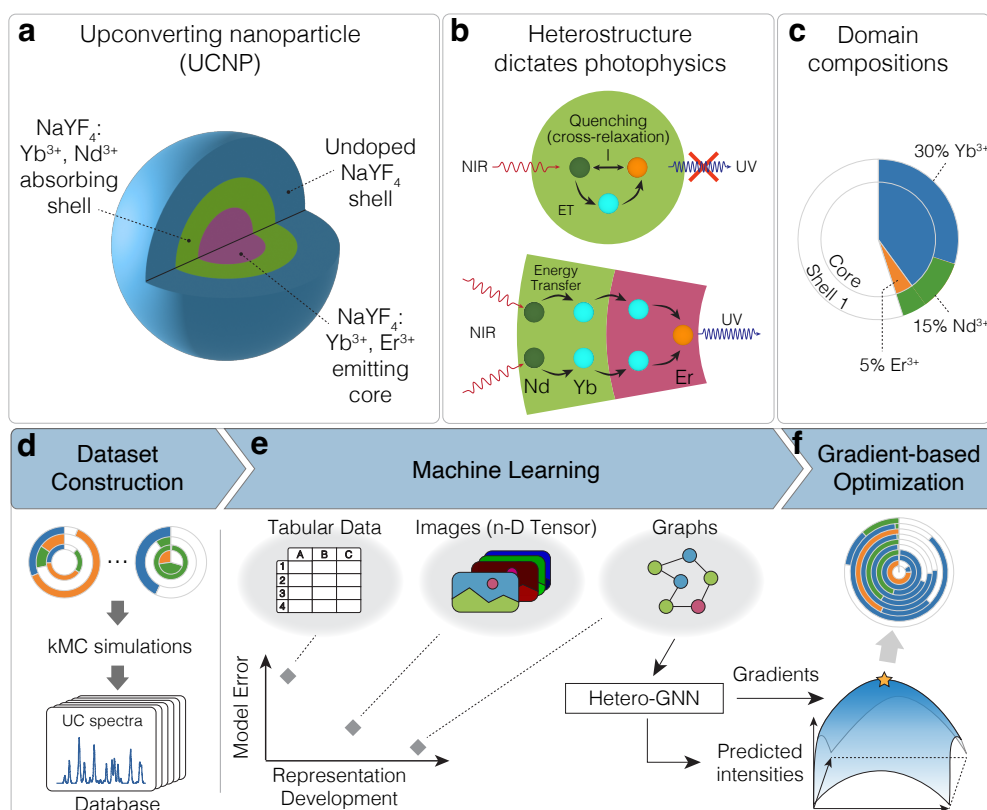 a
Upconverting nanoparticle
(UCNP)
NaYF₄:
Yb³⁺, Nd³⁺
absorbing
shell
Undoped
NaYF₄
shell
NaYF₄:
Yb³⁺, Er³⁺
emitting
core
b
Heterostructure
dictates photophysics
Quenching
(cross-relaxation)
NIR
UV
ET
Energy
Transfer
NIR
UV
Nd
Yb
Er
c
Domain
compositions
30% Yb³⁺
Core
Shell 1
15% Nd³⁺
5% Er³⁺
d
Dataset
Construction
...
kMC simulations
UC spectra
Database
e
Machine Learning
Tabular Data
A B C
1
2
3
4
Images (n-D Tensor)
Graphs
Model Error
Representation
Development
Hetero-GNN
Gradients
Predicted
intensities
f
Gradient-based
Optimization